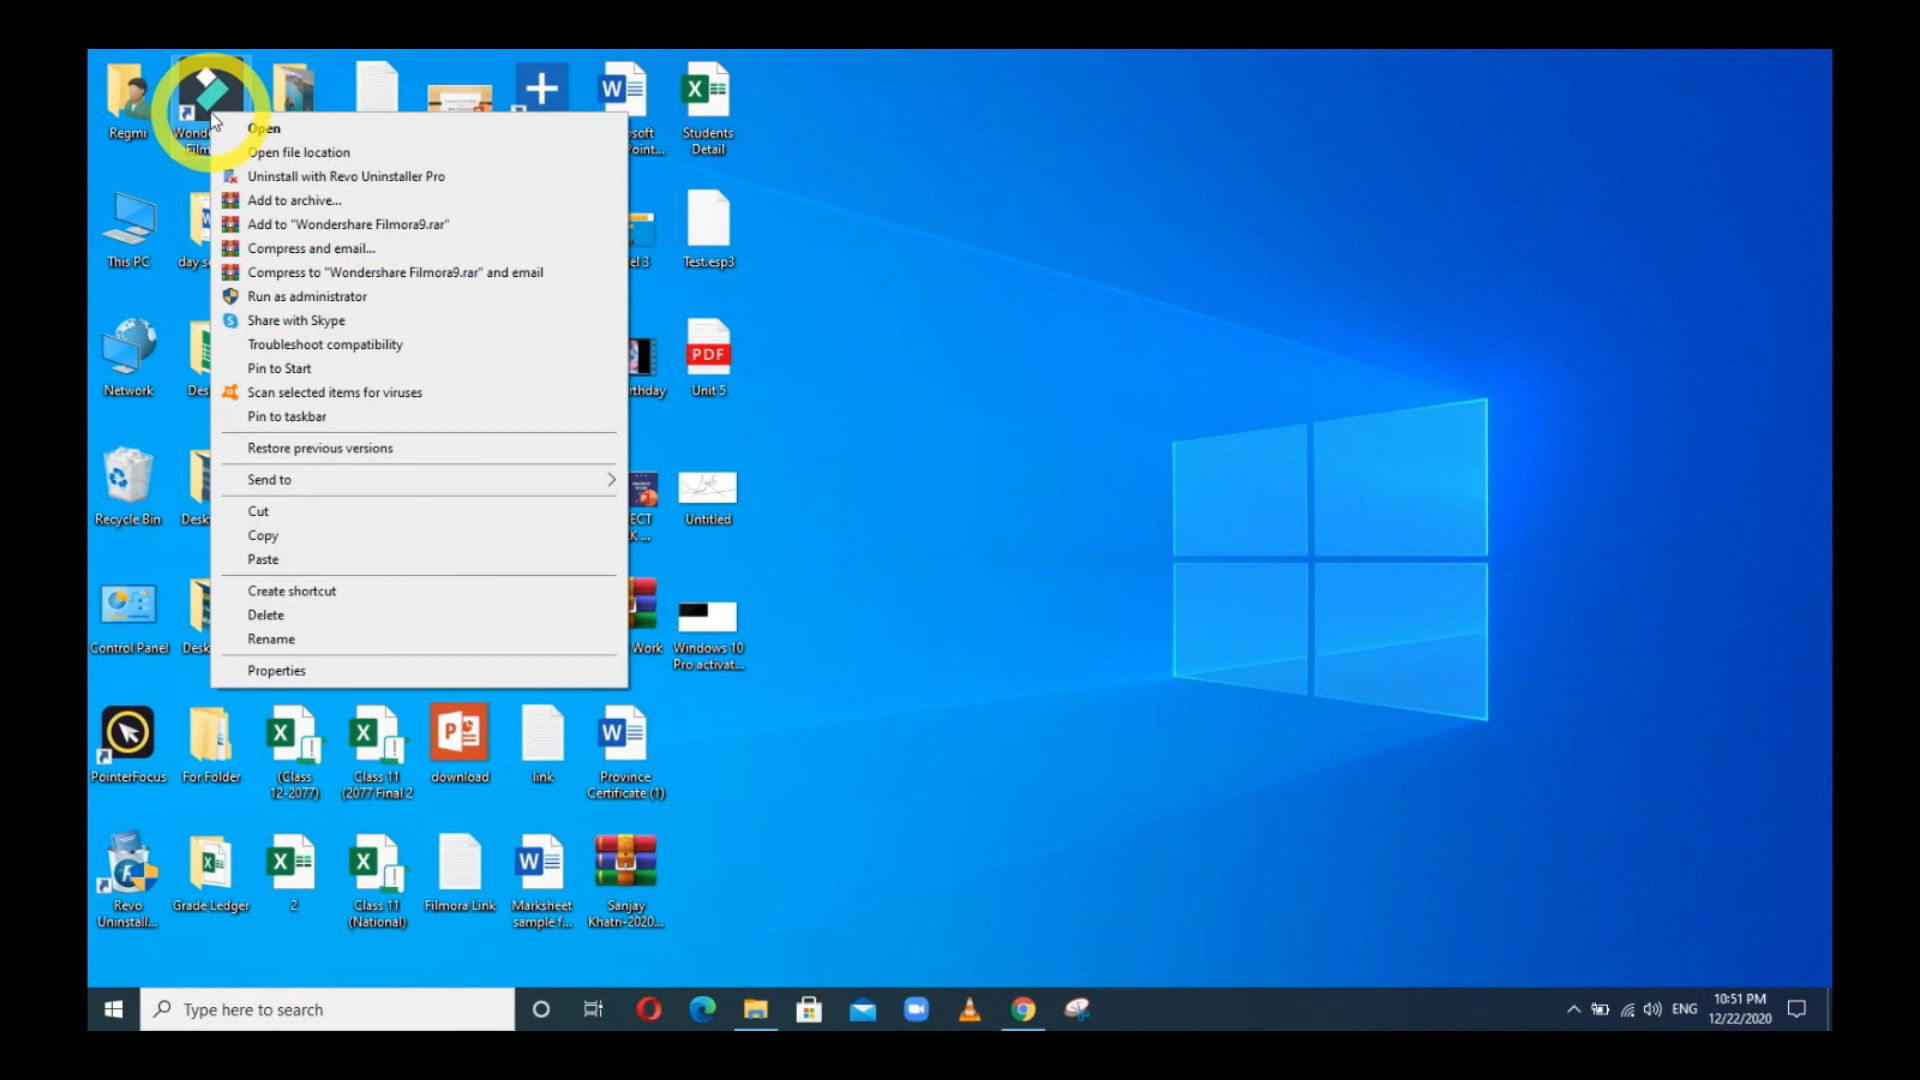 Regmi
Wond
Film
soft
Point...
Students
Detail
Open
Open file location
Uninstall with Revo Uninstaller Pro
Add to archive...
Add to "Wondershare Filmora9.rar"
Compress and email...
Compress to "Wondershare Filmora9.rar" and email
Run as administrator
Share with Skype
Troubleshoot compatibility
Pin to Start
Scan selected items for viruses
Pin to taskbar
Restore previous versions
Send to
Cut
Copy
Paste
Create shortcut
Delete
Rename
Properties
This PC
day s
el 3
Test.esp3
Network
Des
rthday
PDF
Unit 5
Recycle Bin
Desk
ECT
K ...
Untitled
Control Panel
Desk
Work
Windows 10
Pro activat...
PointerFocus
For Folder
(Class
12-2077)
Class 11
(2077 Final 2
download
link
Province
Certificate (1)
Revo
Uninstall...
Grade Ledger
2
Class 11
(National)
Filmora Link
Marksheet
sample f...
Sanjay
Khatri-2020...
Type here to search
ENG
10:51 PM
12/22/2020